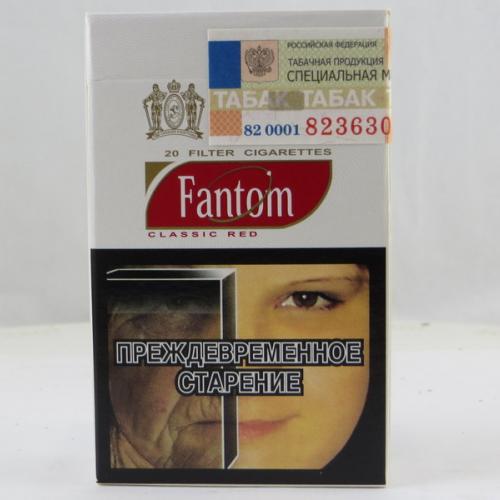 РОССИЙСКАЯ ФЕДЕРАЦИЯ
ТАБАЧНАЯ ПРОДУКЦИЯ
СПЕЦИАЛЬНАЯ М
ТАБАК ТАБАК
82 0001 823630
20 FILTER CIGARETTES
Fantom
CLASSIC RED
ПРЕЖДЕВРЕМЕННОЕ
СТАРЕНИЕ